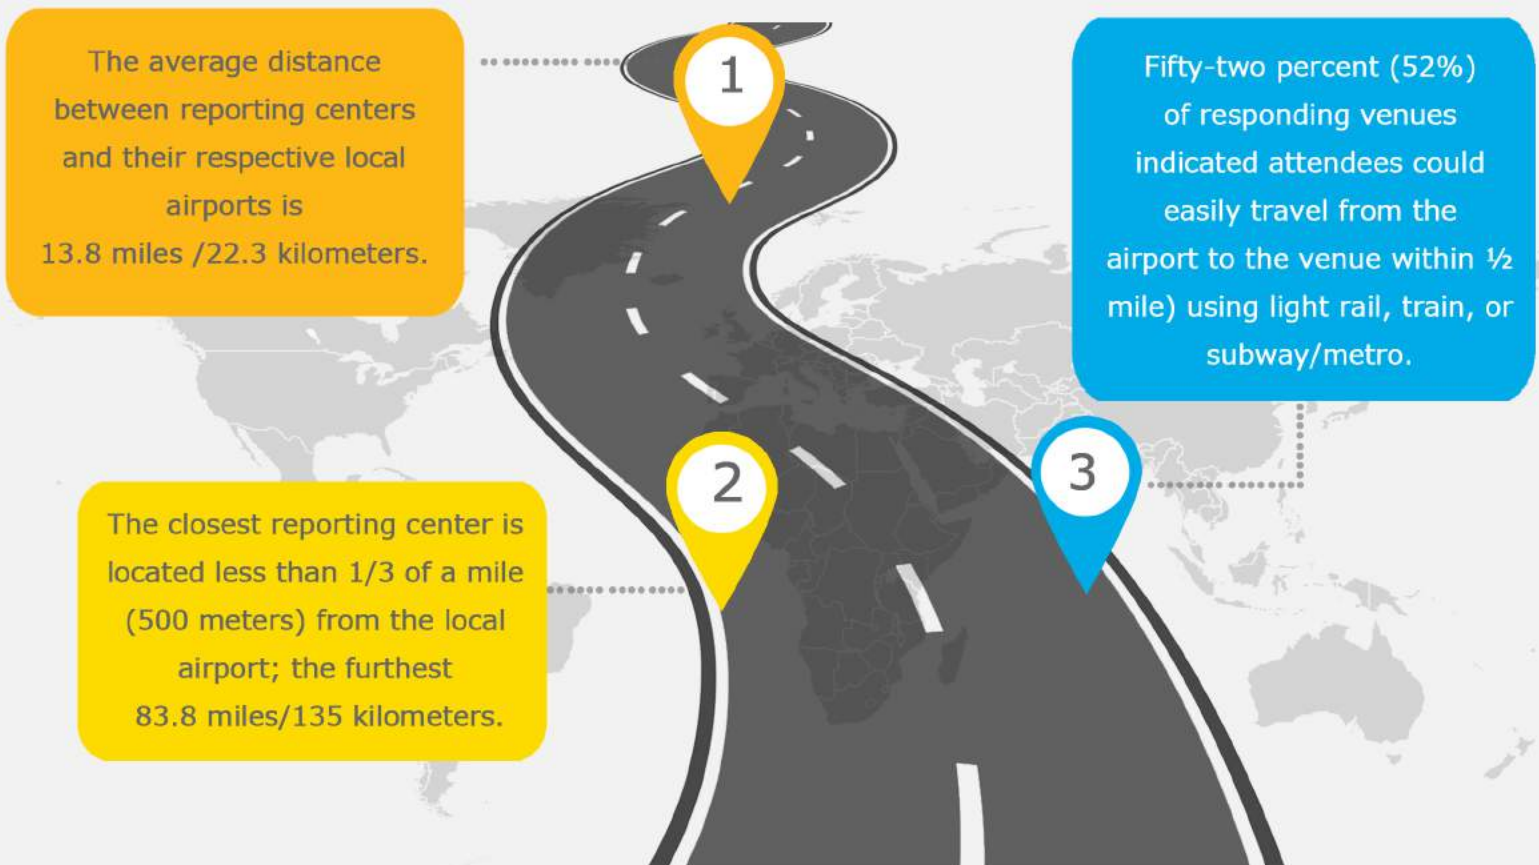 The average distance
between reporting centers
and their respective local
airports is
13.8 miles /22.3 kilometers.
1
Fifty-two percent (52%)
of responding venues
indicated attendees could
easily travel from the
airport to the venue within ½
mile) using light rail, train, or
subway/metro.
2
3
The closest reporting center is
located less than 1/3 of a mile
(500 meters) from the local
airport; the furthest
83.8 miles/135 kilometers.